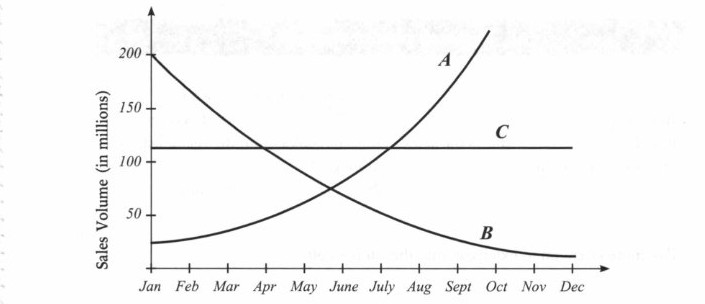 200
150
100
50
Sales Volume (in millions)
A
C
B
Jan Feb Mar Apr May June July Aug Sept Oct Nov Dec